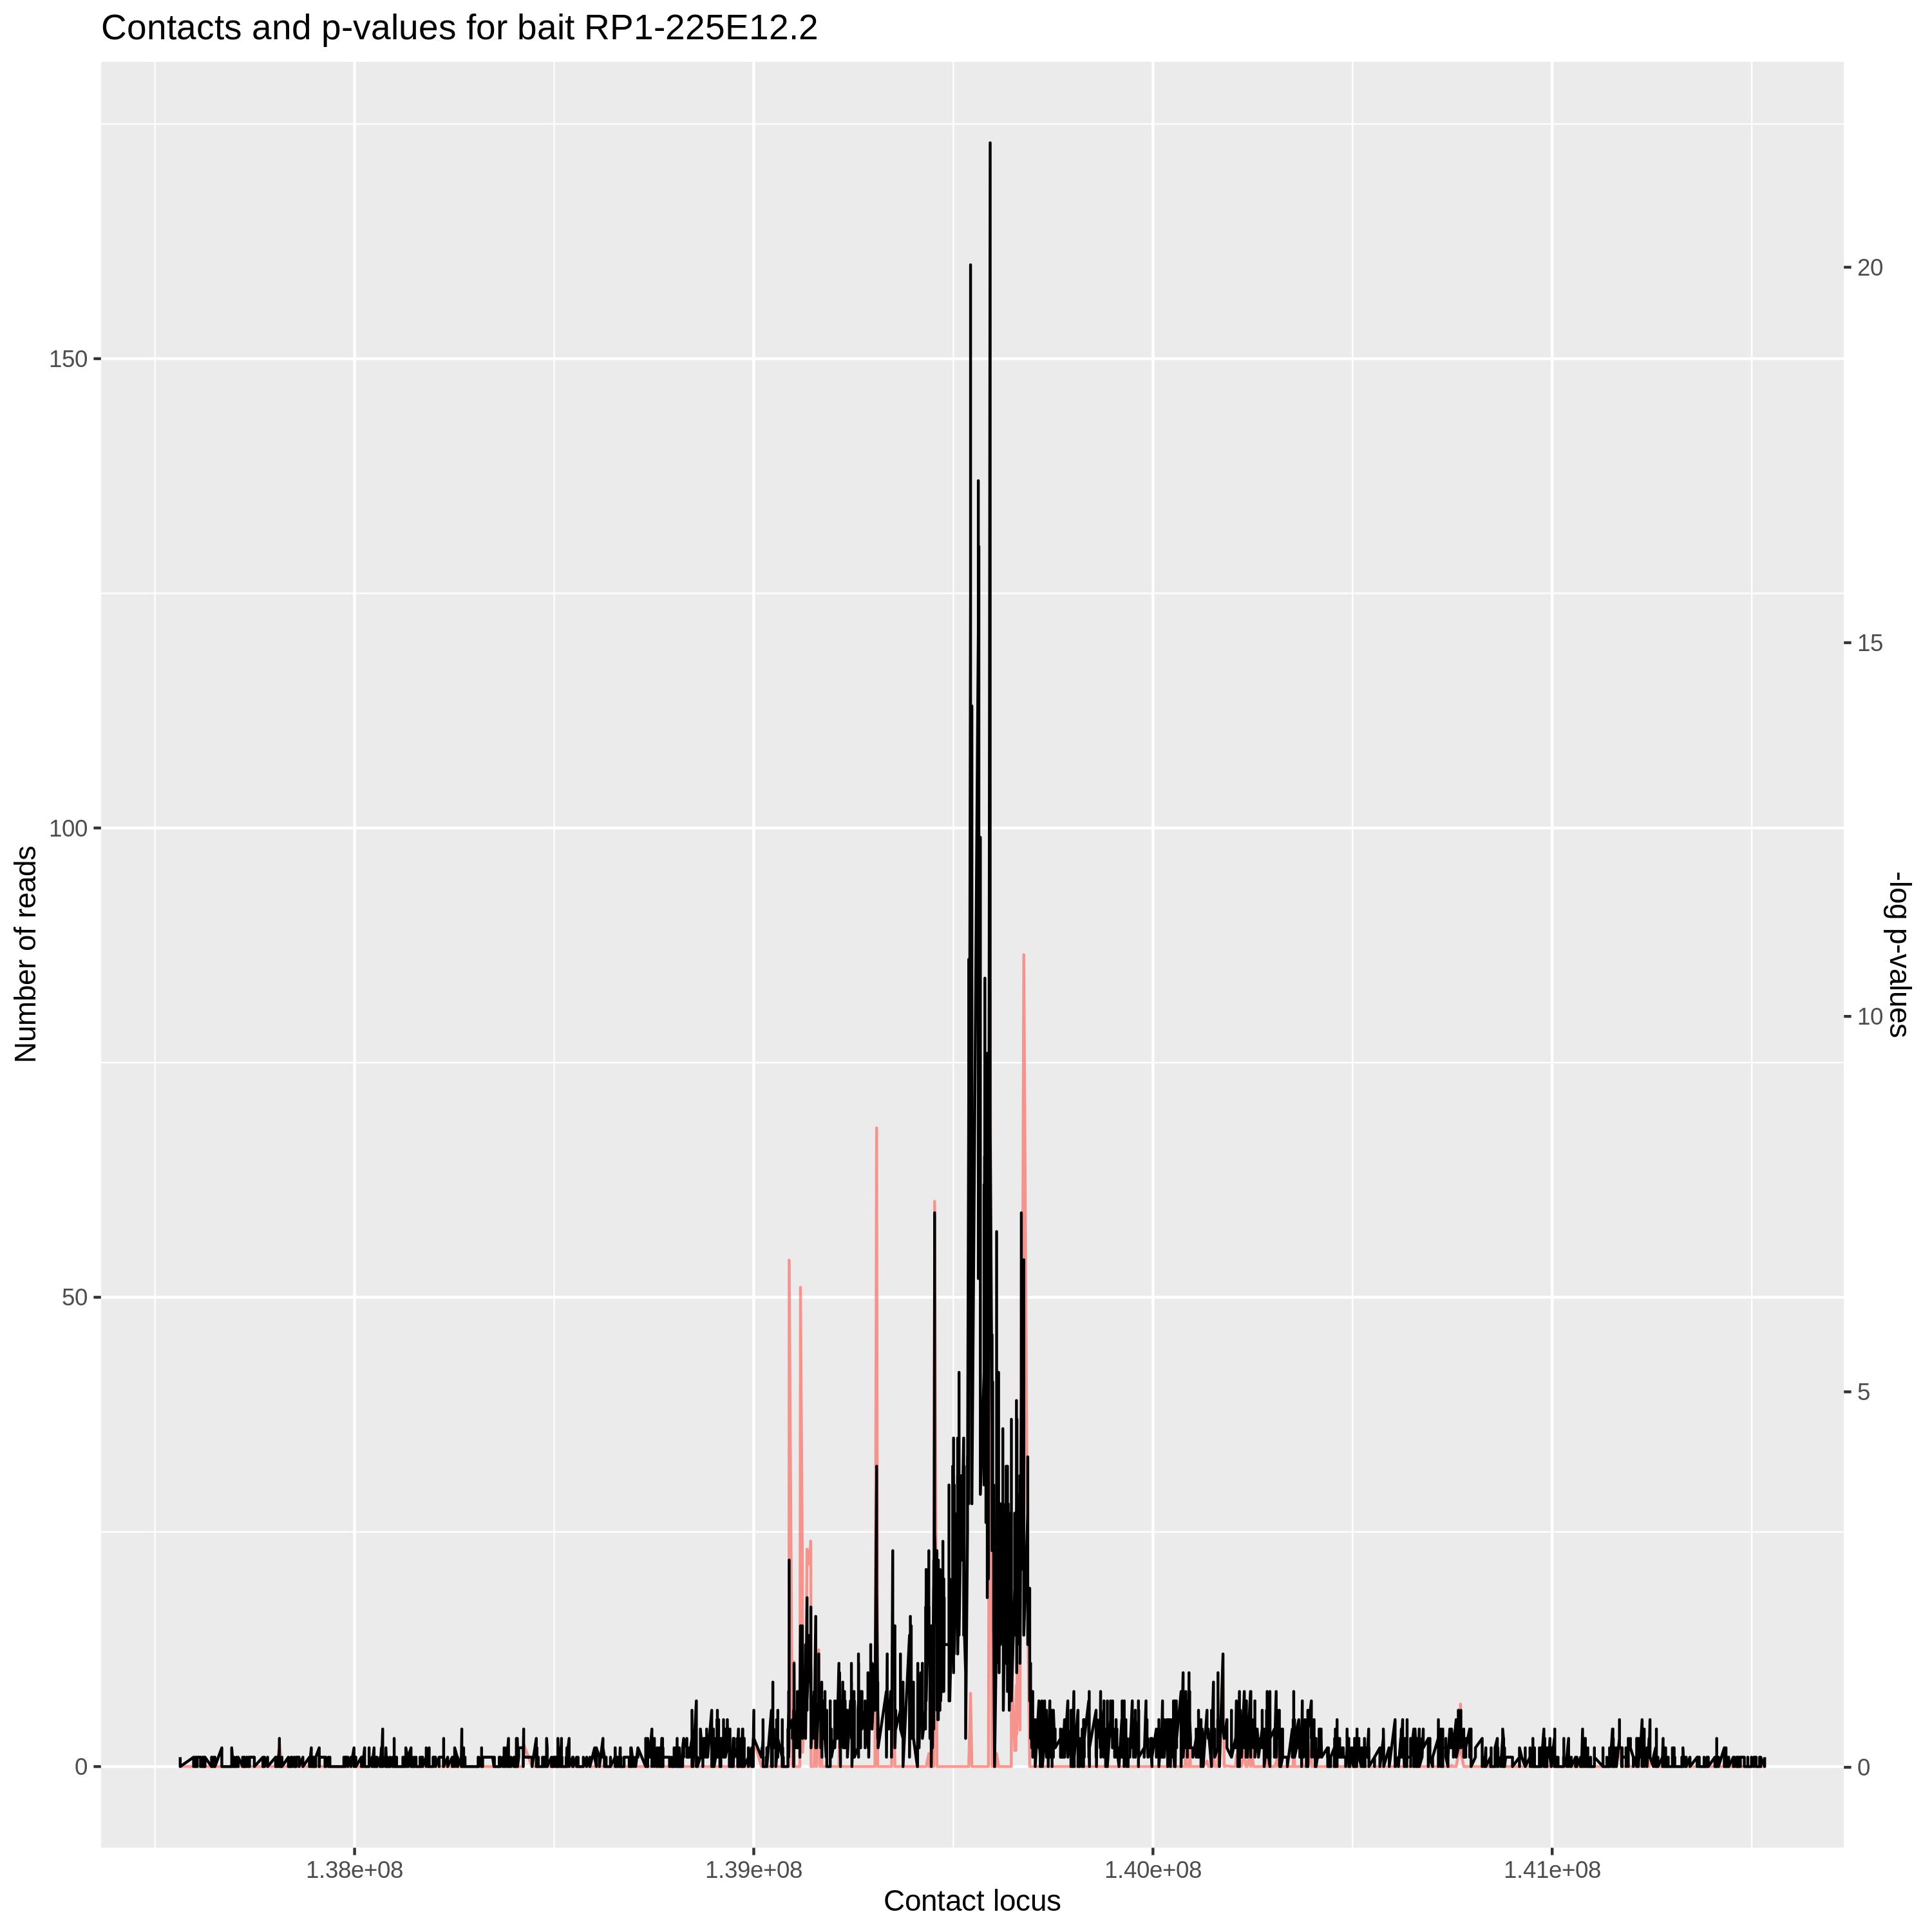 Contacts and p-values for bait RP1-225E12.2
Number of reads
150
100
50
0
20
15
10
5
0
-log p-values
1.38e+08
1.39e+08
1.40e+08
1.41e+08
Contact locus